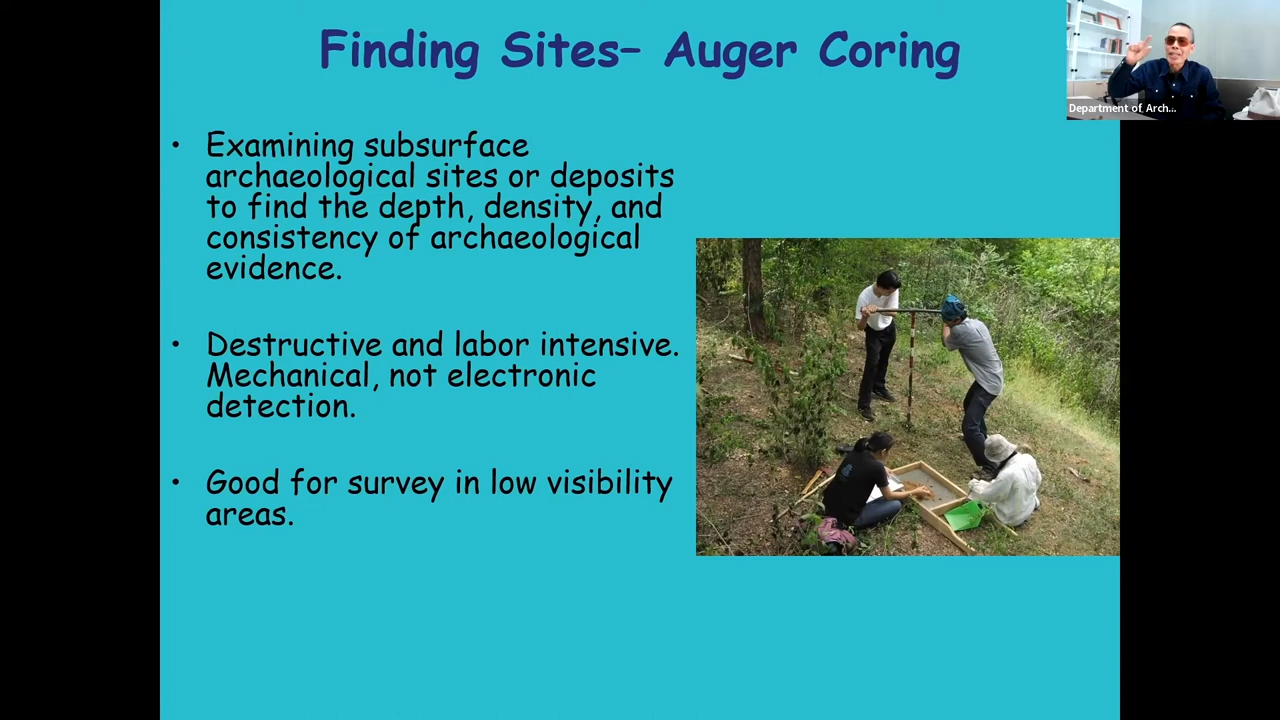 Finding Sites– Auger Coring
Department of Arch...
• Examining subsurface
archaeological sites or deposits
to find the depth, density, and
consistency of archaeological
evidence.
• Destructive and labor intensive.
Mechanical, not electronic
detection.
• Good for survey in low visibility
areas.